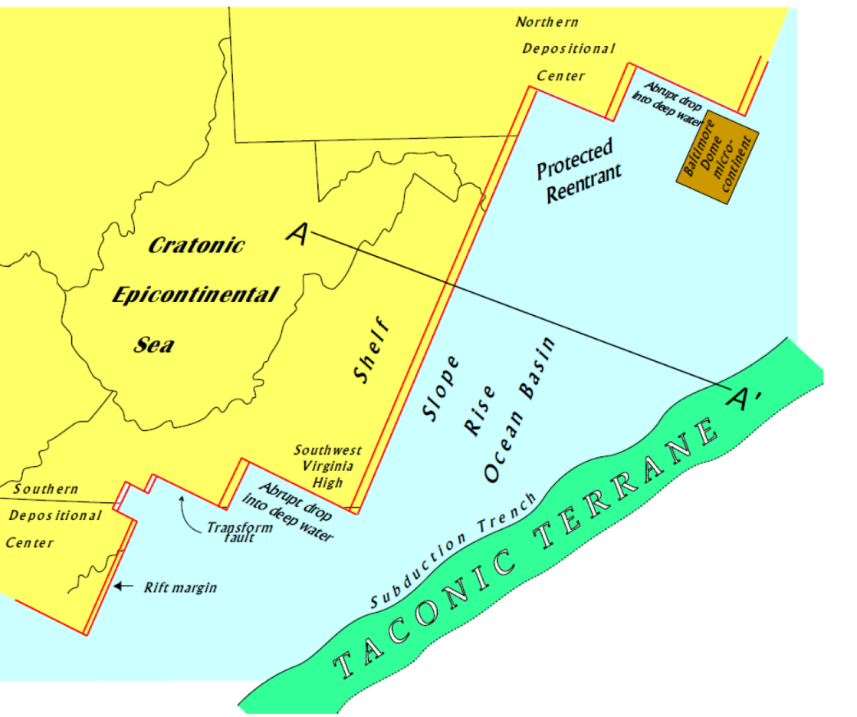 Northern
Depositional
Center
Abrupt drop
Into deep water
Baltimore
Dome
micro-
continent
Protected
Reentrant
A
Cratonic
Epicontinental
Sea
Shelf
Slope
Rise
Ocean Basin
A'
Southwest
Virginia
High
Abrupt drop
into deep water
Southern
Depositional
Center
Transform
fault
Rift margin
Subduction Trench
TACONIC TERRANE